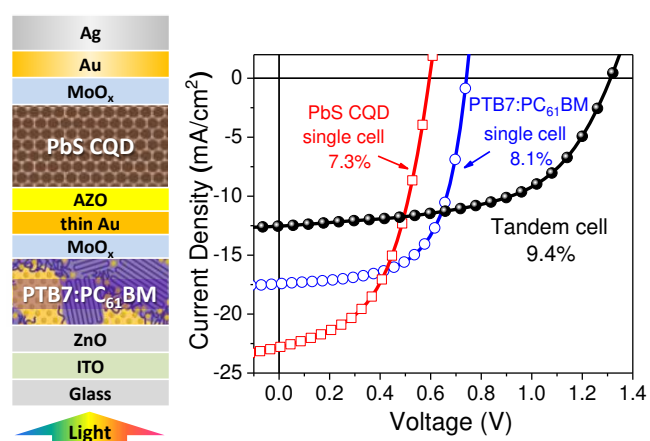 Ag
Au
MoₓO
PbS CQD
AZO
thin Au
MoOₓ
PTB7:PC₆₁BM
ZnO
ITO
Glass
Light
Current Density (mA/cm²)
0
-5
-10
-15
-20
-25
0.0 0.2 0.4 0.6 0.8 1.0 1.2 1.4
Voltage (V)
PbS CQD
single cell
7.3%
PTB7:PC₆₁BM
single cell
8.1%
Tandem cell
9.4%